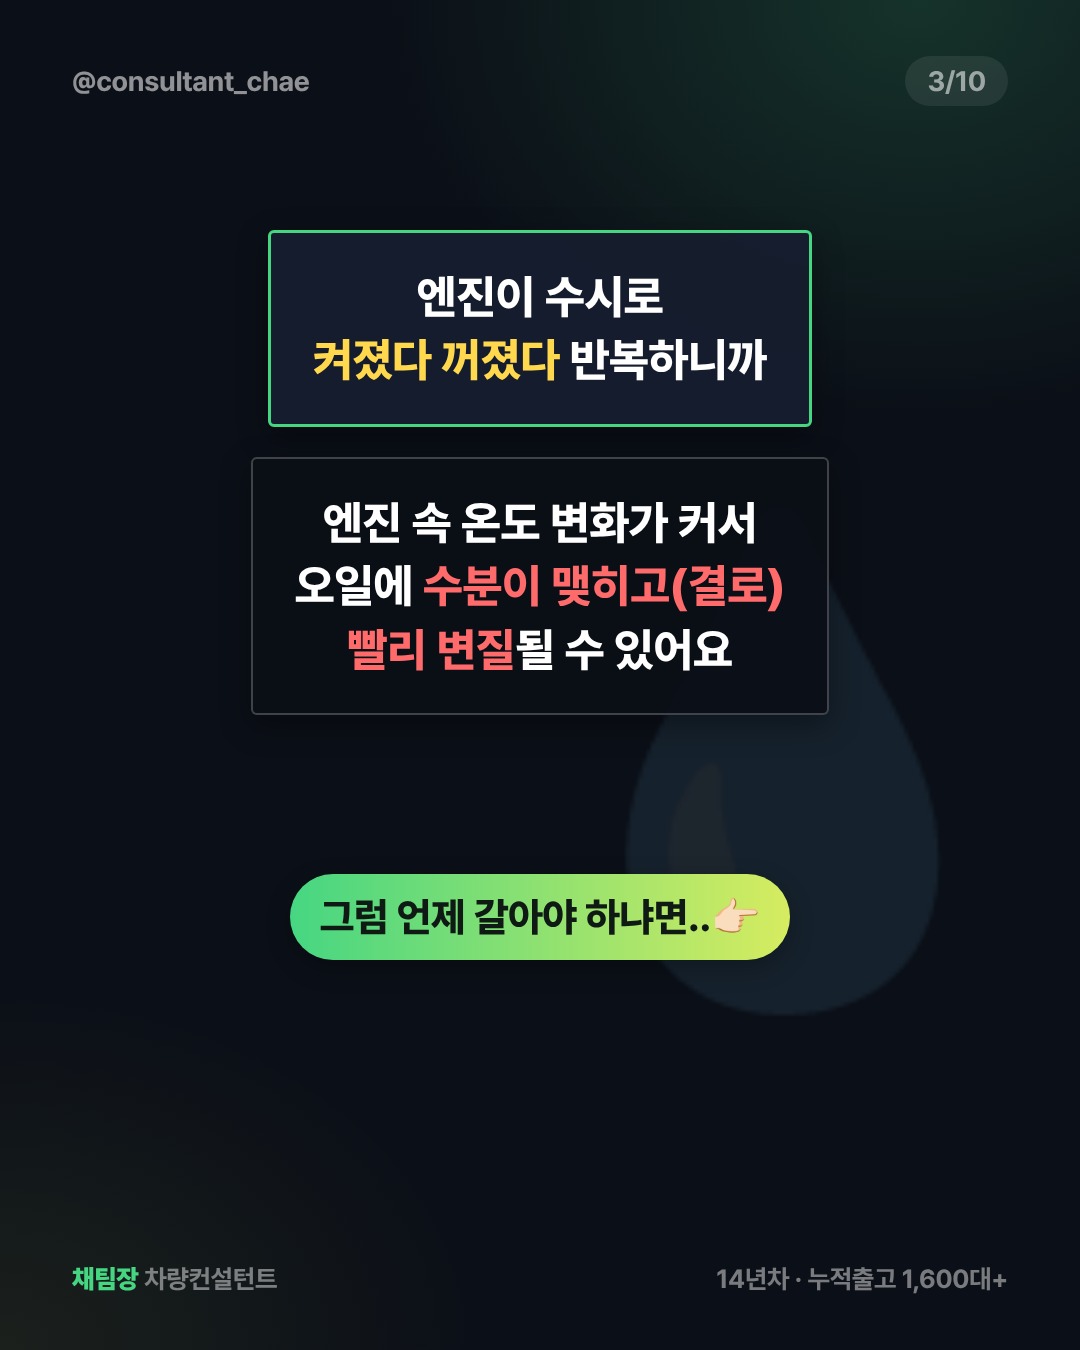 @consultant_chae
3/10
엔진이 수시로
켜졌다 꺼졌다 반복하니까
엔진 속 온도 변화가 커서
오일에 수분이 맺히고(결로)
빨리 변질될 수 있어요
그럼 언제 갈아야 하냐면..👉🏻
채팀장 차량컨설턴트
14년차 · 누적출고 1,600대+